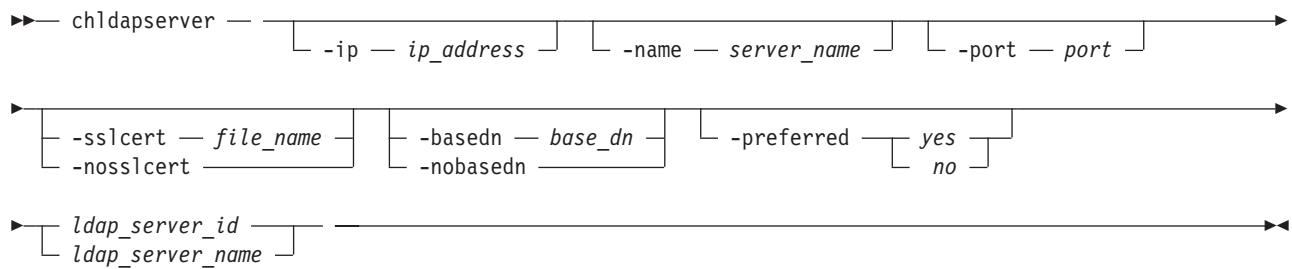 chldapserver
-ip ip_address -name server_name -port port
-sslcert file_name -basedn base_dn -preferred yes
-nosslcert -nobasedn no
ldap_server_id
ldap_server_name